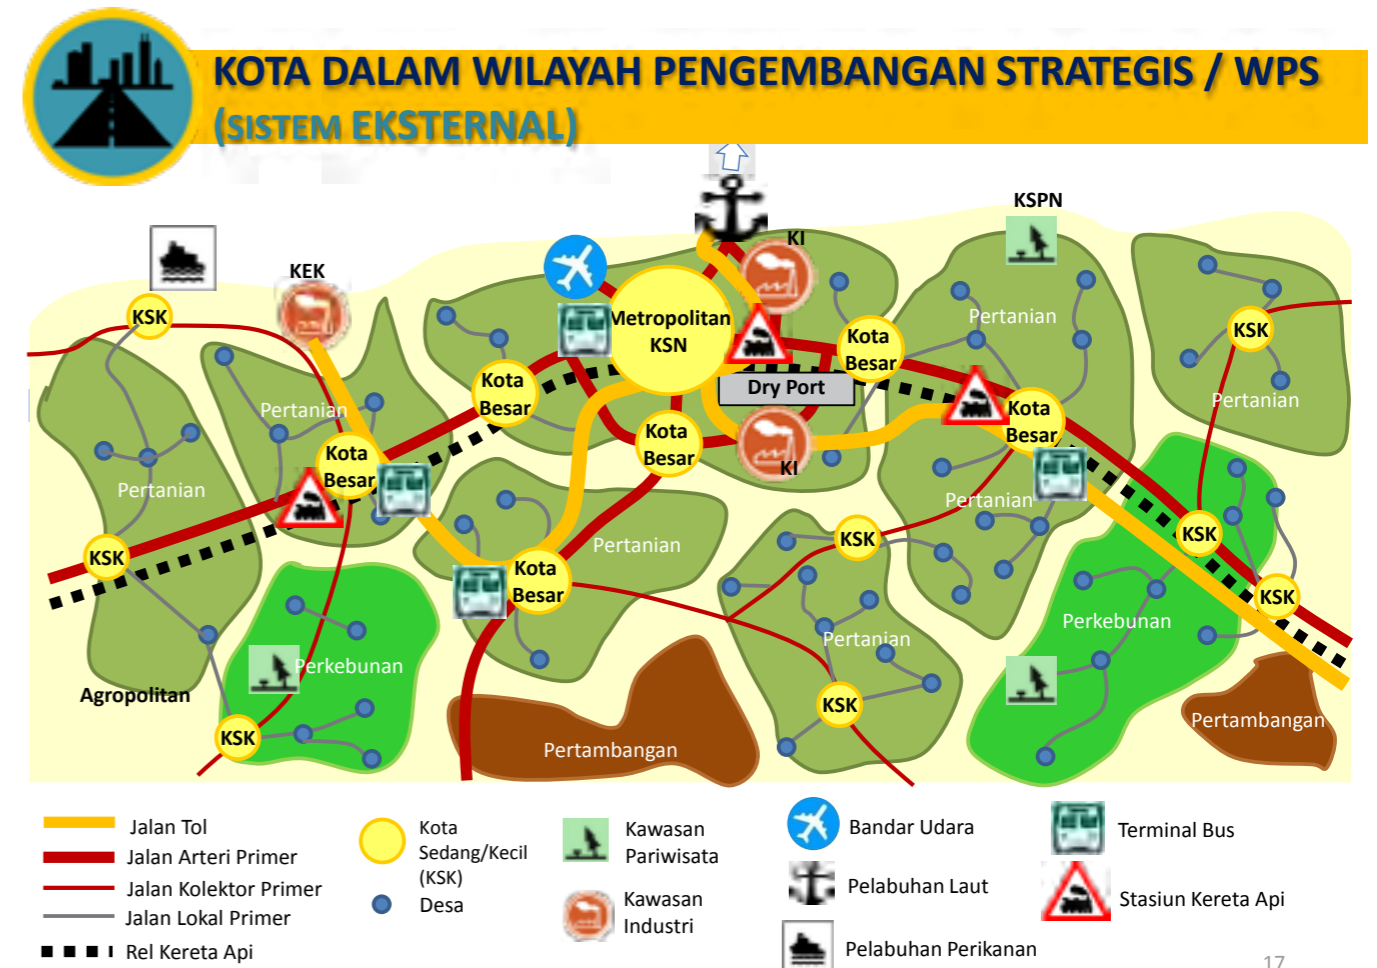 KOTA DALAM WILAYAH PENGEMBANGAN STRATEGIS / WPS
(SISTEM EKSTERNAL)
KSPN
KI
KEK
KSK
Metropolitan
KSN
Pertanian
KSK
Kota
Besar
Kota
Besar
Dry Port
Pertanian
Pertanian
Kota
Besar
Kota
Besar
Kota
Besar
KI
Pertanian
Pertanian
KSK
KSK
KSK
Pertanian
Kota
Besar
KSK
Perkebunan
Pertanian
Perkebunan
Agropolitan
KSK
KSK
Pertambangan
Pertambangan
Jalan Tol
Jalan Arteri Primer
Jalan Kolektor Primer
Jalan Lokal Primer
Rel Kereta Api
Kota
Sedang/Kecil
(KSK)
Desa
Kawasan
Pariwisata
Kawasan
Industri
Bandar Udara
Pelabuhan Laut
Pelabuhan Perikanan
Terminal Bus
Stasiun Kereta Api
17